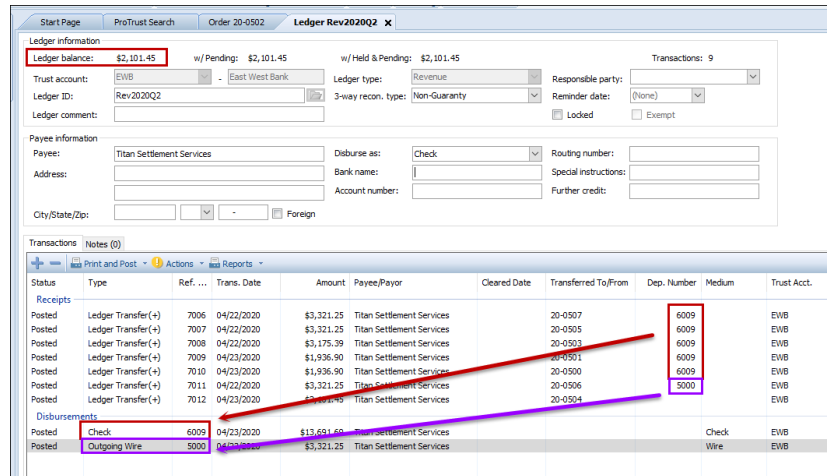 Start Page ProTrust Search Order 20-0502 Ledger Rev2020Q2 x
Ledger information
Ledger balance: $2,101.45 w/ Pending: $2,101.45 w/ Held & Pending: $2,101.45 Transactions: 9
Trust account: EWB - East West Bank Ledger type: Revenue Responsible party:
Ledger ID: Rev2020Q2 3-way recon. type: Non-Guaranty Reminder date: (None)
Ledger comment: Locked Exempt
Payee information
Payee: Titan Settlement Services Disburse as: Check Routing number:
Address: Bank name: Special instructions:
Account number: Further credit:
City/State/Zip: - Foreign
Transactions Notes (0)
Print and Post Actions Reports
Status Type Ref. ... Trans. Date Amount Payee/Payor Cleared Date Transferred To/From Dep. Number Medium Trust Acct.
Receipts
Posted Ledger Transfer(+) 7006 04/22/2020 $3,321.25 Titan Settlement Services 20-0507 6009 EWB
Posted Ledger Transfer(+) 7007 04/22/2020 $3,321.25 Titan Settlement Services 20-0505 6009 EWB
Posted Ledger Transfer(+) 7008 04/22/2020 $3,175.39 Titan Settlement Services 20-0503 6009 EWB
Posted Ledger Transfer(+) 7009 04/23/2020 $1,936.90 Titan Settlement Services 20-0501 6009 EWB
Posted Ledger Transfer(+) 7010 04/23/2020 $1,936.90 Titan Settlement Services 20-0500 6009 EWB
Posted Ledger Transfer(+) 7011 04/22/2020 $3,321.25 Titan Settlement Services 20-0506 5000 EWB
Posted Ledger Transfer(+) 7012 04/23/2020 Titan Settlement Services 20-0504 EWB
Disbursements
Posted Check 6009 04/23/2020 $13,691.69 Titan Settlement Services Check EWB
Posted Outgoing Wire 5000 04/23/2020 $3,321.25 Titan Settlement Services Wire EWB